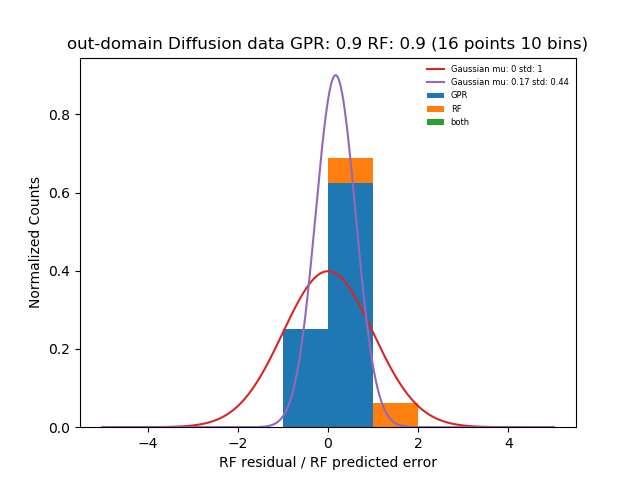 out-domain Diffusion data GPR: 0.9 RF: 0.9 (16 points 10 bins)
Gaussian mu: 0 std: 1
Gaussian mu: 0.17 std: 0.44
GPR
RF
both
Normalized Counts
0.8
0.6
0.4
0.2
0.0
−4 −2 0 2 4
RF residual / RF predicted error